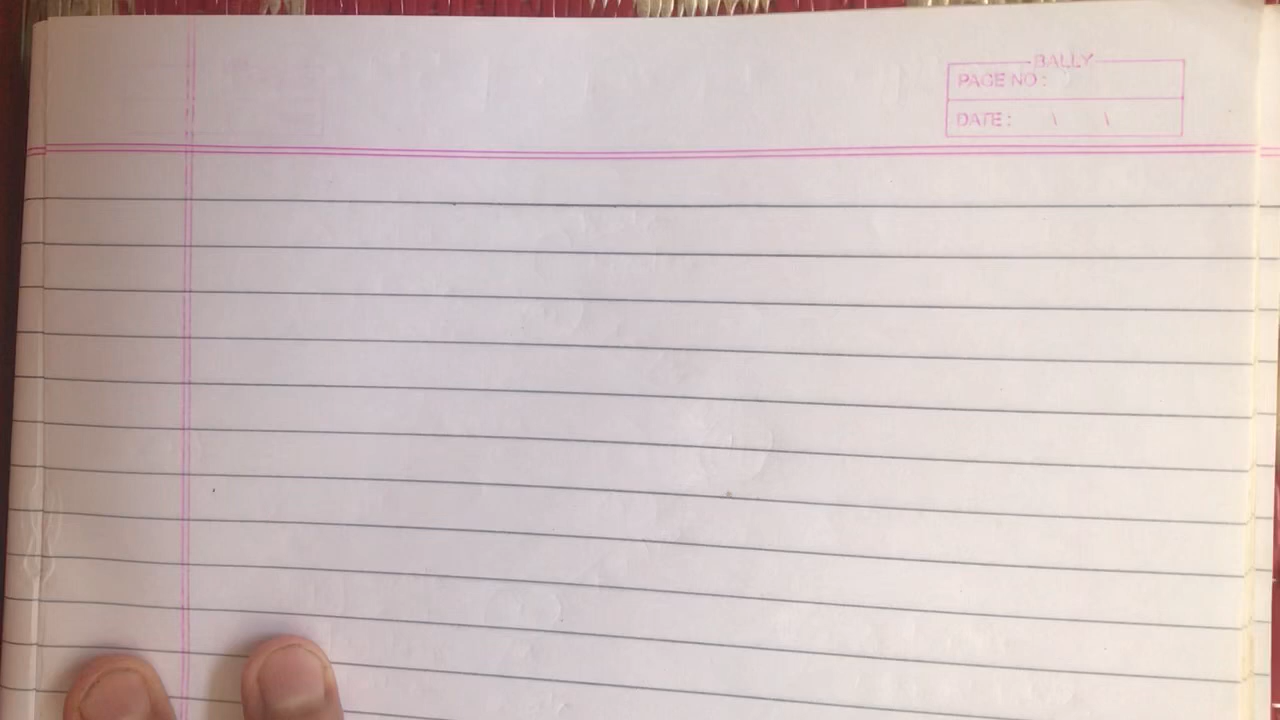 BALLY
PAGE NO :
DATE : \ \